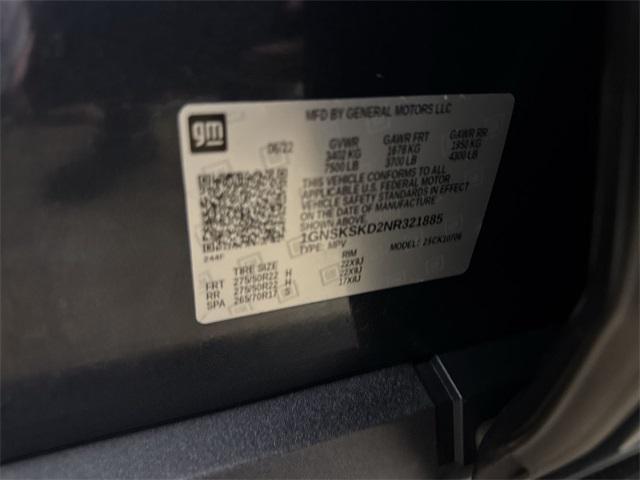 MFD BY GENERAL MOTORS LLC
gm
06/22 GVWR GAWR FRT GAWR RR
3402 KG 1678 KG 1950 KG
7500 LB 3700 LB 4300 LB
THIS VEHICLE CONFORMS TO ALL
APPLICABLE U.S. FEDERAL MOTOR
VEHICLE SAFETY STANDARDS IN EFFECT
ON THE DATE OF MANUFACTURE SHOWN ABOVE.
1GNSKSKD2NR321885
TYPE: MPV MODEL:
244F
TIRE SIZE RIM
FRT 275/50R22 H 22X9J
RR 275/50R22 H 22X9J
SPA 265/70R17 S 17X8J